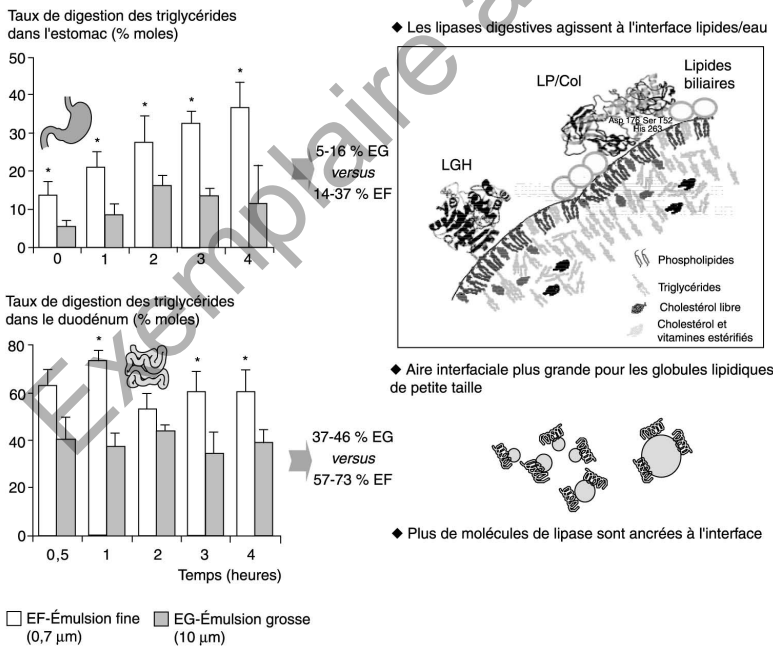 Taux de digestion des triglycérides
dans l'estomac (% moles)
50
40
30
20
10
0
*
*
*
*
*
0
1
2
3
4
5-16 % EG
versus
14-37 % EF
Taux de digestion des triglycérides
dans le duodénum (% moles)
80
60
40
20
0
*
*
*
0,5
1
2
3
4
Temps (heures)
37-46 % EG
versus
57-73 % EF
EF-Émulsion fine
(0,7 µm)
EG-Émulsion grosse
(10 µm)
◆ Les lipases digestives agissent à l'interface lipides/eau
LP/Col
Lipides
biliaires
Asp 176 Ser 152
His 263
LGH
Phospholipides
Triglycérides
Cholestérol libre
Cholestérol et
vitamines estérifiés
◆ Aire interfaciale plus grande pour les globules lipidiques
de petite taille
◆ Plus de molécules de lipase sont ancrées à l'interface
Exemplaire